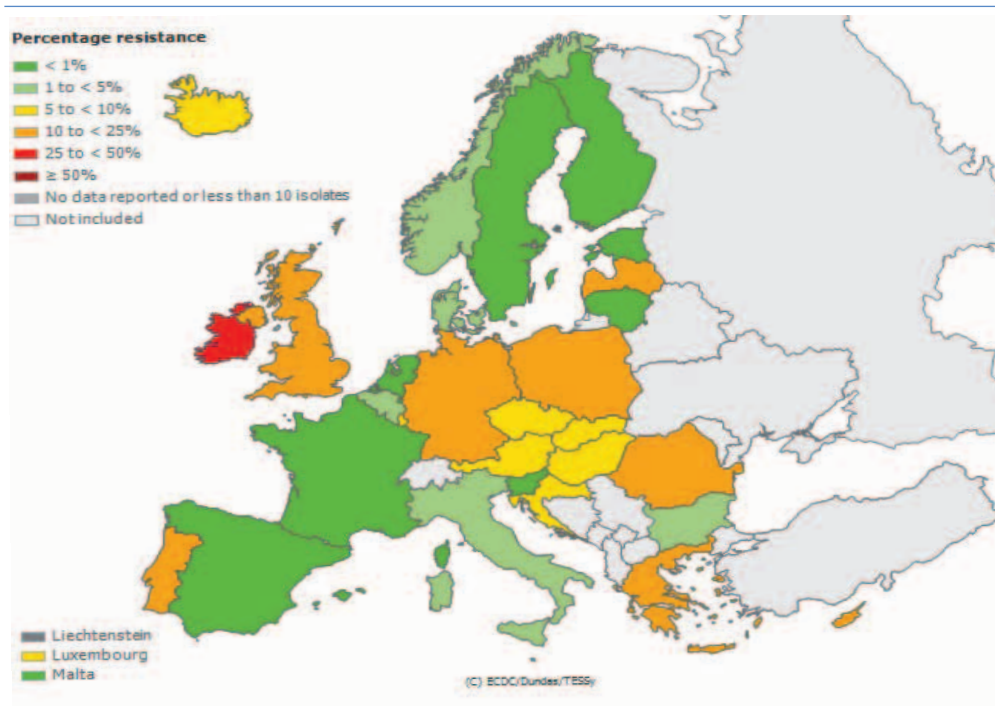 Percentage resistance
< 1%
1 to < 5%
5 to < 10%
10 to < 25%
25 to < 50%
≥ 50%
No data reported or less than 10 isolates
Not included
Liechtenstein
Luxembourg
Malta
(C) ECDC/Dundas/TESSy